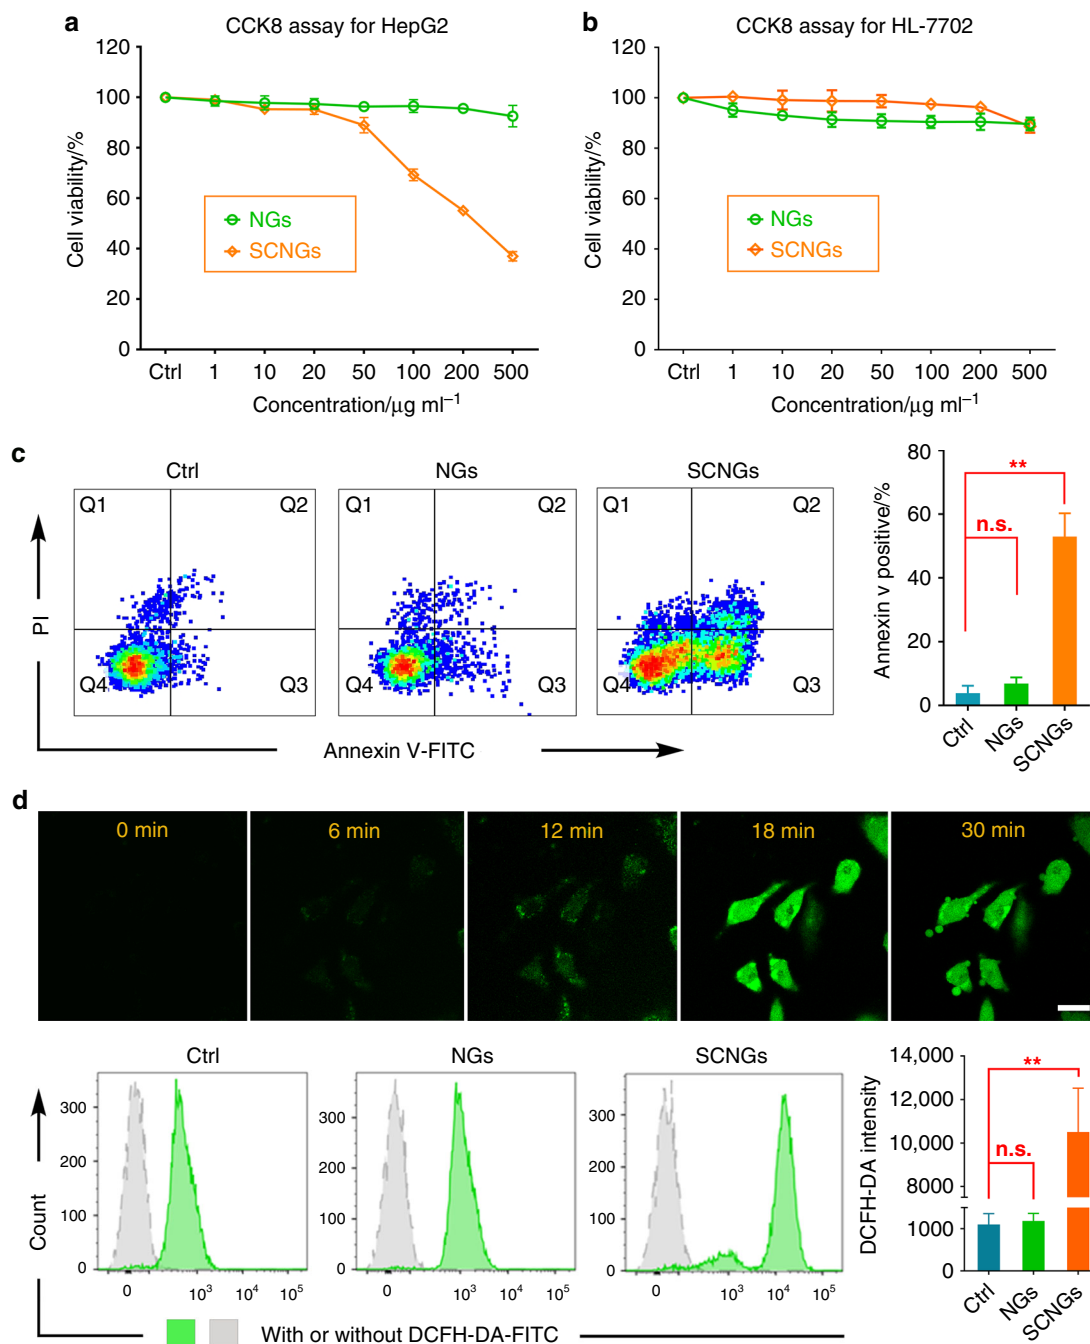 a
CCK8 assay for HepG2
120
100
80
60
40
20
0
Cell viability/%
NGs
SCNGs
Ctrl 1 10 20 50 100 200 500
Concentration/μg ml⁻¹
b
CCK8 assay for HL-7702
120
100
80
60
40
20
0
Cell viability/%
NGs
SCNGs
Ctrl 1 10 20 50 100 200 500
Concentration/μg ml⁻¹
c
Ctrl
NGs
SCNGs
Q1 Q2
Q4 Q3
Q1 Q2
Q4 Q3
Q1 Q2
Q4 Q3
PI
Annexin V-FITC
80
60
40
20
0
Annexin v positive/%
**
n.s.
Ctrl
NGs
SCNGs
d
0 min
6 min
12 min
18 min
30 min
Ctrl
NGs
SCNGs
Count
300
200
100
0
0 10³ 10⁴ 10⁵
300
200
100
0
0 10³ 10⁴ 10⁵
300
200
100
0
0 10³ 10⁴ 10⁵
With or without DCFH-DA-FITC
14,000
12,000
10,000
8000
1000
0
DCFH-DA intensity
**
n.s.
Ctrl
NGs
SCNGs